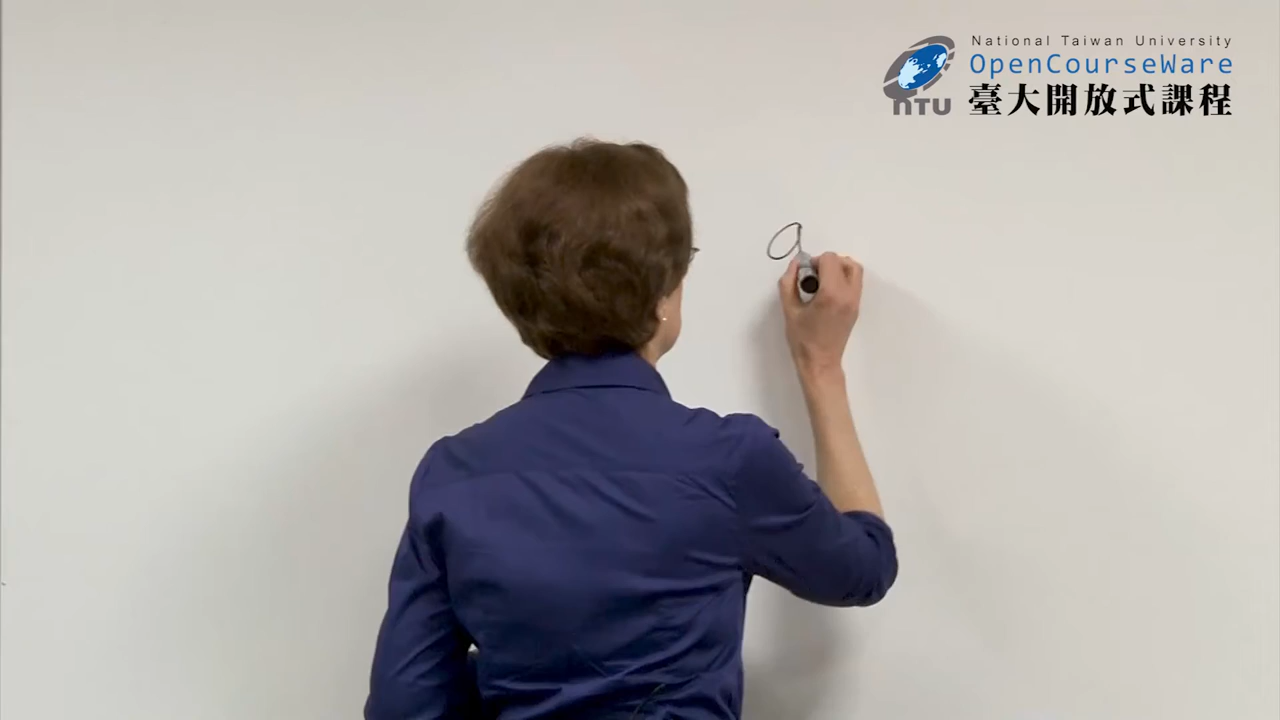 National Taiwan University
OpenCourseWare
臺大開放式課程
NTU